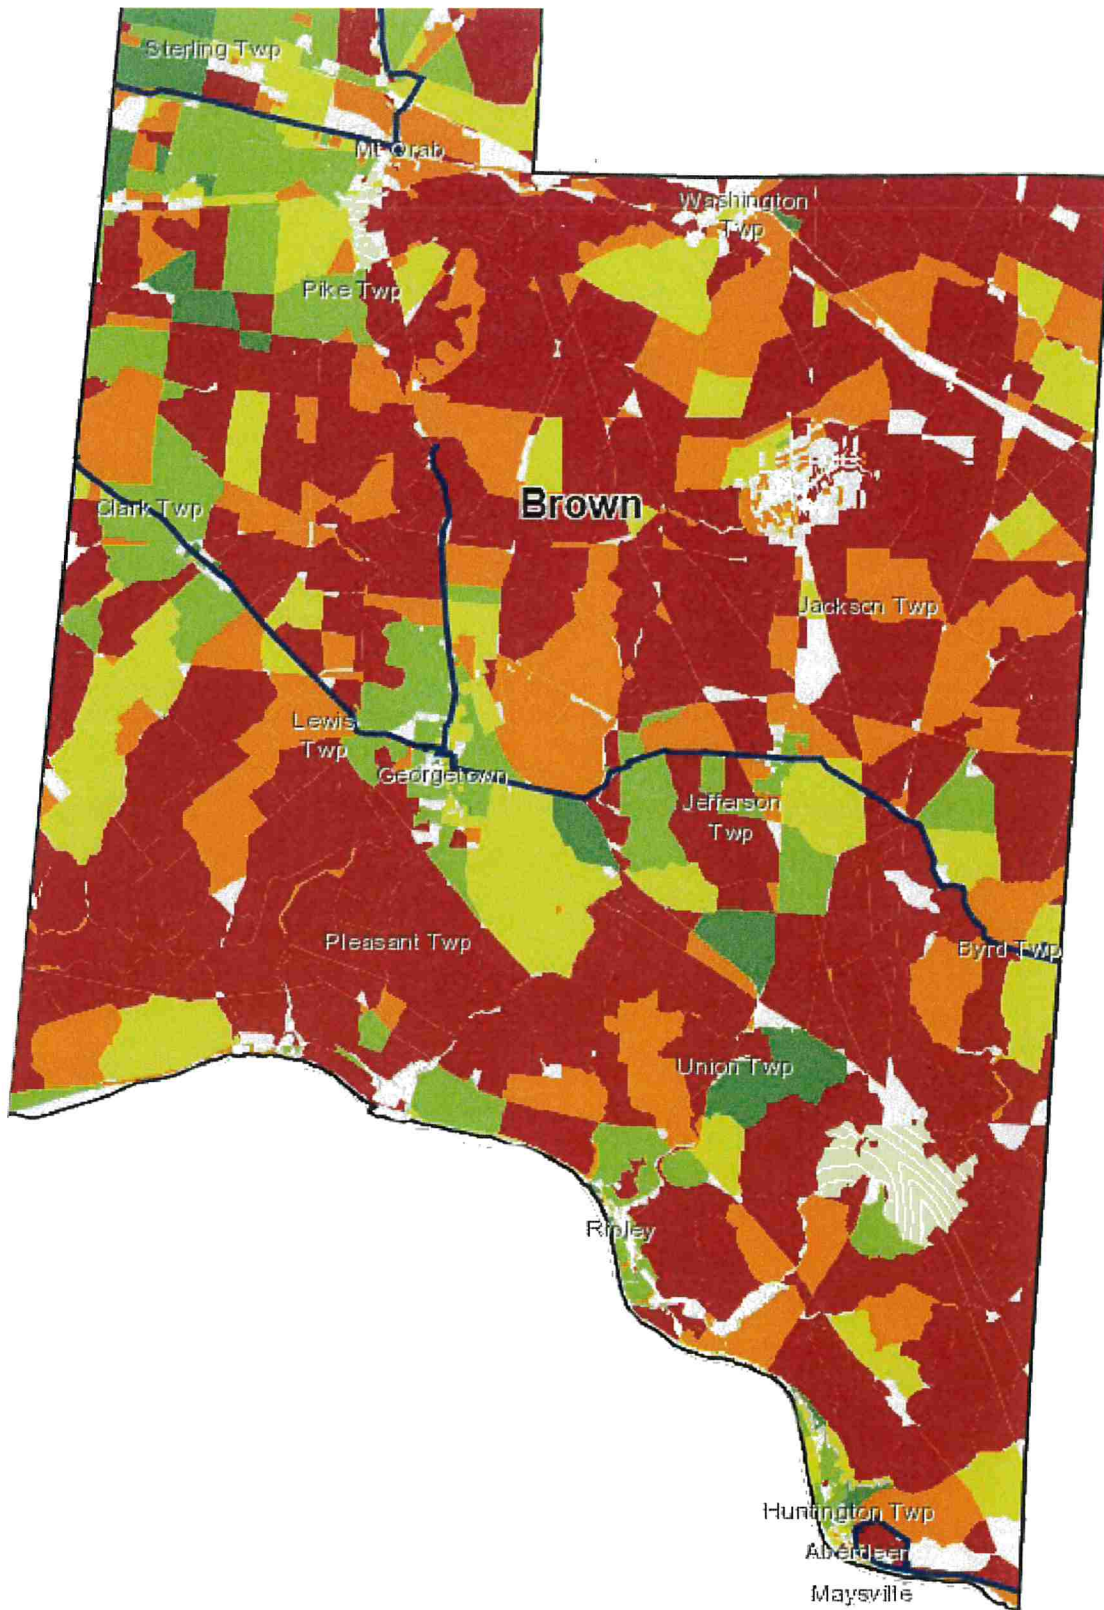 Sterling Twp
Mt Orab
Washington
Twp
Pike Twp
Brown
Clark Twp
Jackson Twp
Lewis
Twp
Georgetown
Jefferson
Twp
Pleasant Twp
Byrd Twp
Union Twp
Ripley
Huntington Twp
Aberdeen
Maysville